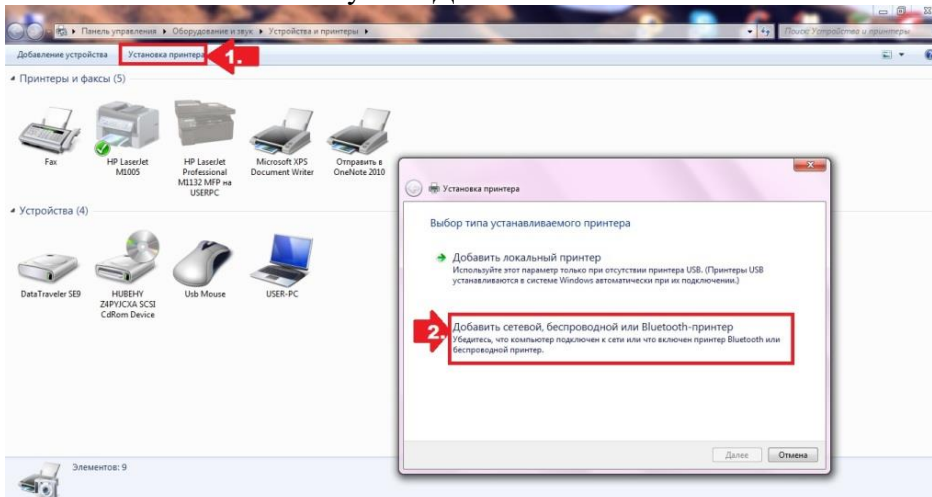 Панель управления ▸ Оборудование и звук ▸ Устройства и принтеры ▸
Поиск: Устройства и принтеры
Добавление устройства Установка принтера 1.
Принтеры и факсы (5)
Fax
HP LaserJet
M1005
HP LaserJet
Professional
M1132 MFP на
USERPC
Microsoft XPS
Document Writer
Отправить в
OneNote 2010
Устройства (4)
DataTraveler SE9
HUBEHY
Z4PYJCXA SCSI
CdRom Device
Usb Mouse
USER-PC
Элементов: 9
Установка принтера
Выбор типа устанавливаемого принтера
Добавить локальный принтер
Используйте этот параметр только при отсутствии принтера USB. (Принтеры USB
устанавливаются в системе Windows автоматически при их подключении.)
2.
Добавить сетевой, беспроводной или Bluetooth-принтер
Убедитесь, что компьютер подключен к сети или что включен принтер Bluetooth или
беспроводной принтер.
Далее Отмена